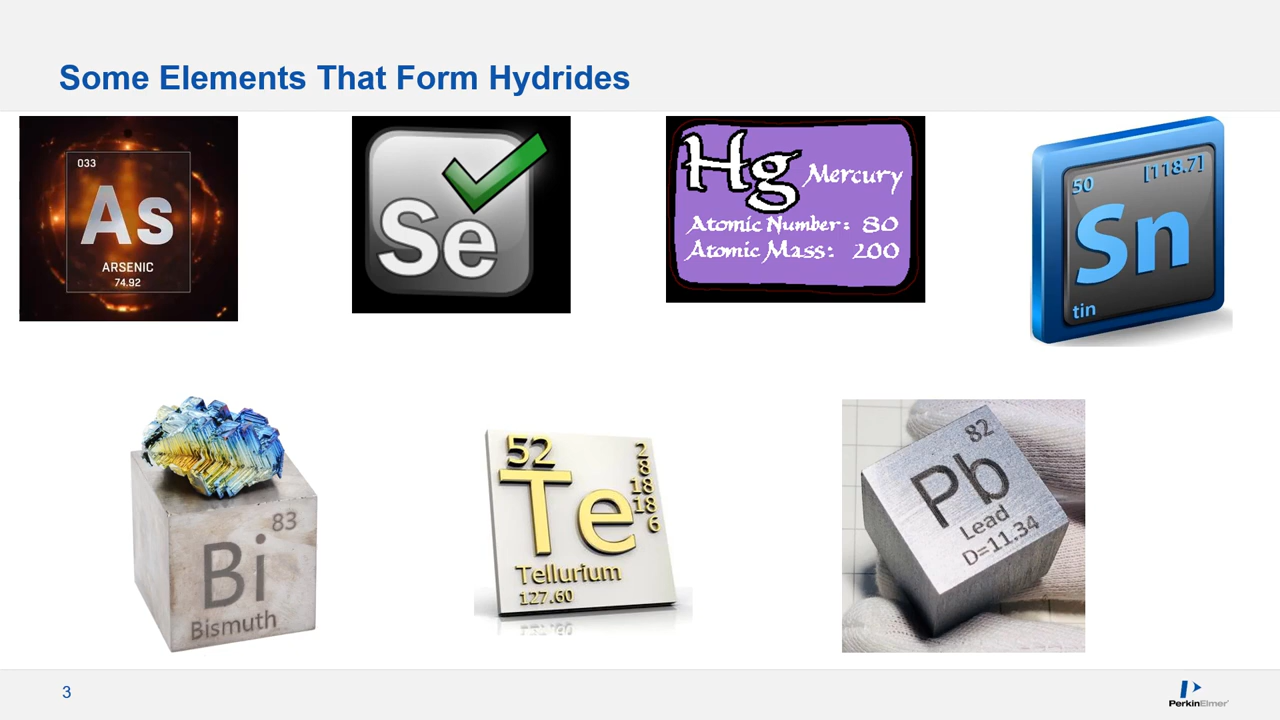 Some Elements That Form Hydrides
033
As
ARSENIC
74.92
Se
Hg Mercury
Atomic Number: 80
Atomic Mass: 200
50 [118.7]
Sn
tin
83
Bi
Bismuth
52
Te
2
8
18
18
6
Tellurium
127.60
82
Pb
Lead
D=11.34
3
PerkinElmer